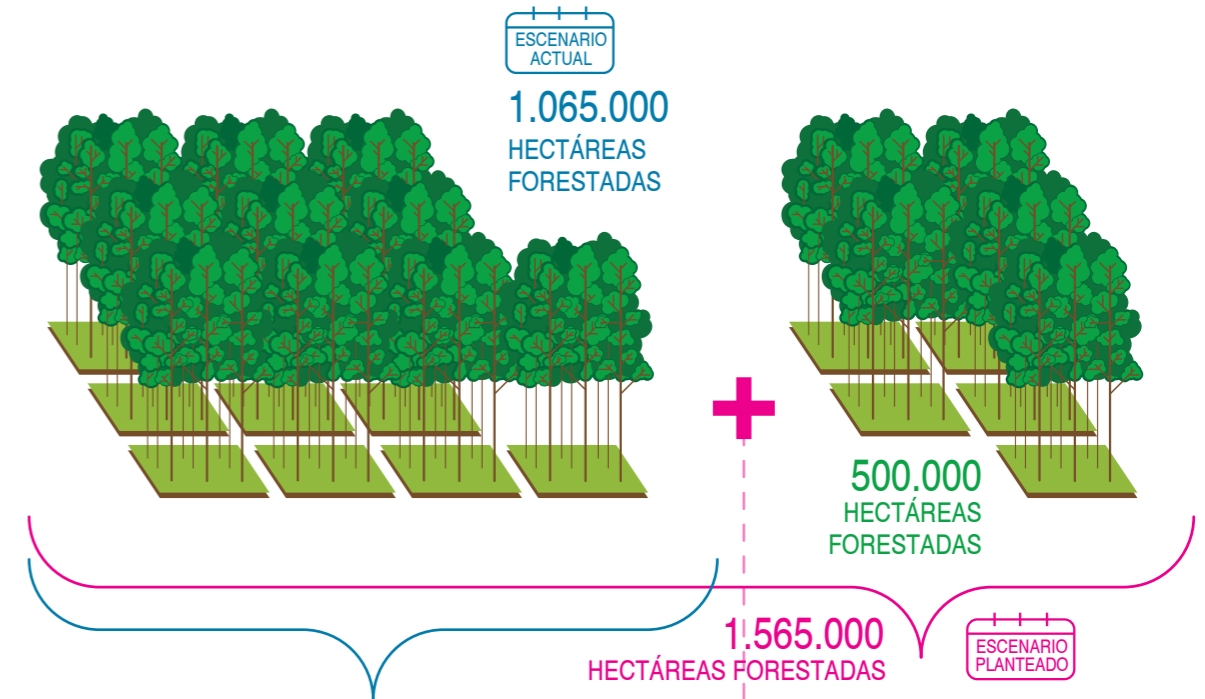 ESCENARIO
ACTUAL
1.065.000
HECTÁREAS
FORESTADAS
500.000
HECTÁREAS
FORESTADAS
1.565.000
HECTÁREAS FORESTADAS
ESCENARIO
PLANTEADO